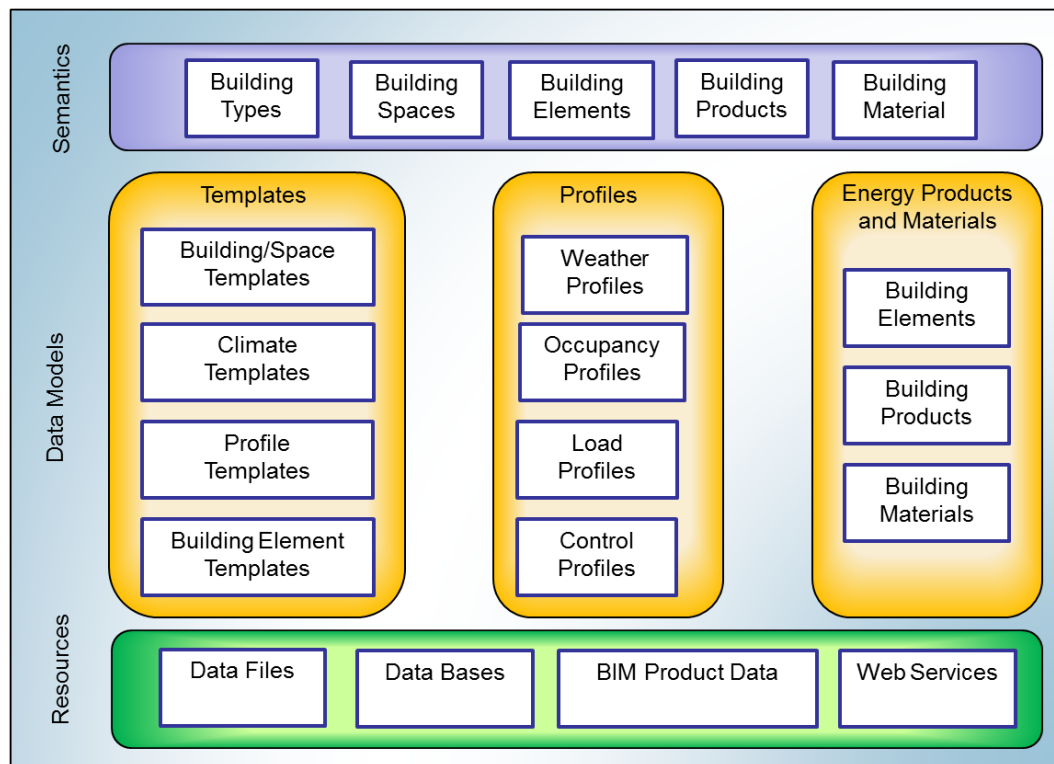 Semantics
Building
Types
Building
Spaces
Building
Elements
Building
Products
Building
Material
Data Models
Templates
Building/Space
Templates
Climate
Templates
Profile
Templates
Building Element
Templates
Profiles
Weather
Profiles
Occupancy
Profiles
Load
Profiles
Control
Profiles
Energy Products
and Materials
Building
Elements
Building
Products
Building
Materials
Resources
Data Files
Data Bases
BIM Product Data
Web Services